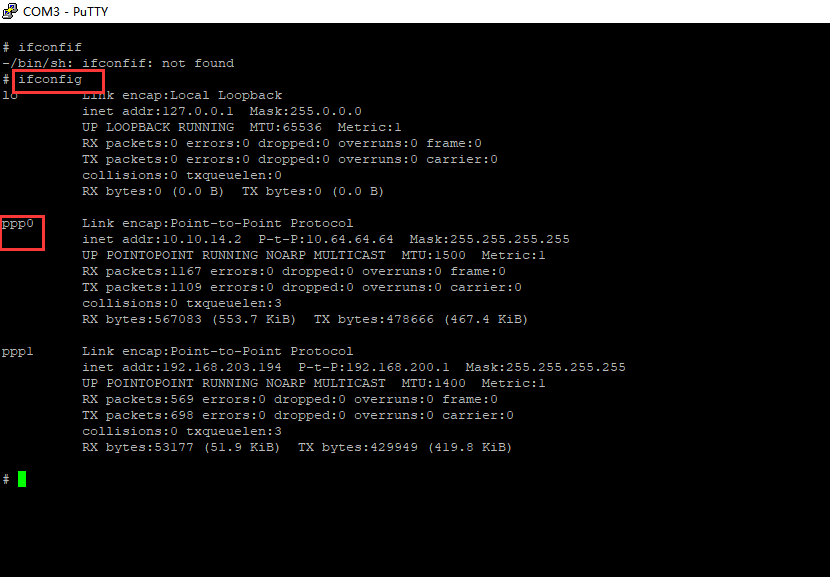 COM3 - PuTTY
# ifconfif
-/bin/sh: ifconfif: not found
# ifconfig
lo        Link encap:Local Loopback
          inet addr:127.0.0.1  Mask:255.0.0.0
          UP LOOPBACK RUNNING  MTU:65536  Metric:1
          RX packets:0 errors:0 dropped:0 overruns:0 frame:0
          TX packets:0 errors:0 dropped:0 overruns:0 carrier:0
          collisions:0 txqueuelen:0
          RX bytes:0 (0.0 B)  TX bytes:0 (0.0 B)
ppp0      Link encap:Point-to-Point Protocol
          inet addr:10.10.14.2  P-t-P:10.64.64.64  Mask:255.255.255.255
          UP POINTOPOINT RUNNING NOARP MULTICAST  MTU:1500  Metric:1
          RX packets:1167 errors:0 dropped:0 overruns:0 frame:0
          TX packets:1109 errors:0 dropped:0 overruns:0 carrier:0
          collisions:0 txqueuelen:3
          RX bytes:567083 (553.7 KiB)  TX bytes:478666 (467.4 KiB)
ppp1      Link encap:Point-to-Point Protocol
          inet addr:192.168.203.194  P-t-P:192.168.200.1  Mask:255.255.255.255
          UP POINTOPOINT RUNNING NOARP MULTICAST  MTU:1400  Metric:1
          RX packets:569 errors:0 dropped:0 overruns:0 frame:0
          TX packets:698 errors:0 dropped:0 overruns:0 carrier:0
          collisions:0 txqueuelen:3
          RX bytes:53177 (51.9 KiB)  TX bytes:429949 (419.8 KiB)
#